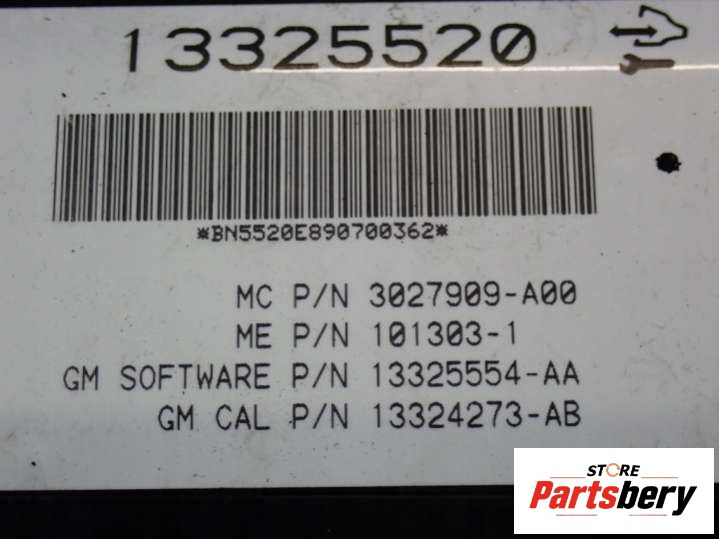 13325520
*BN5520E890700362*
MC P/N 3027909-A00
ME P/N 101303-1
GM SOFTWARE P/N 13325554-AA
GM CAL P/N 13324273-AB
STORE
Partsbery